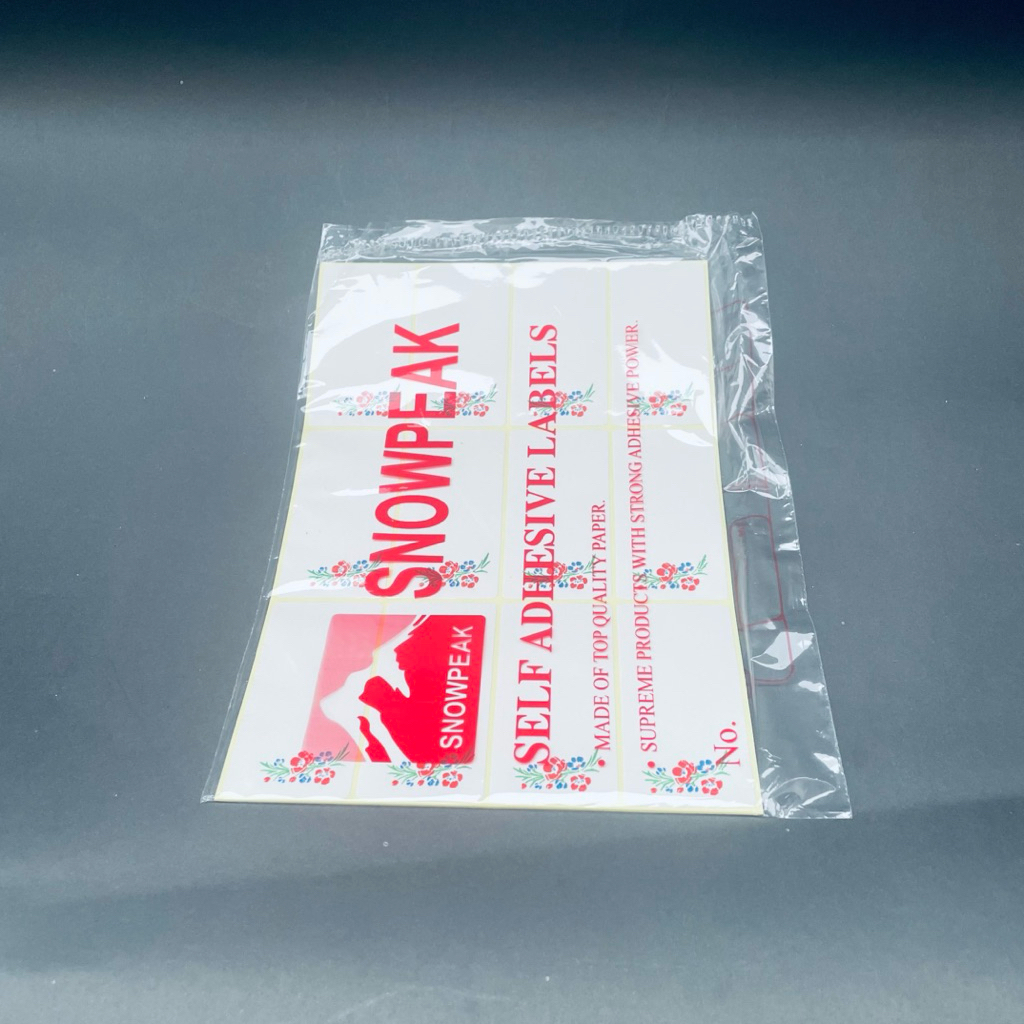 SNOWPEAK
SNOWPEAK
SELF ADHESIVE LABELS
• MADE OF TOP QUALITY PAPER.
• SUPREME PRODUCTS WITH STRONG ADHESIVE POWER.
No.